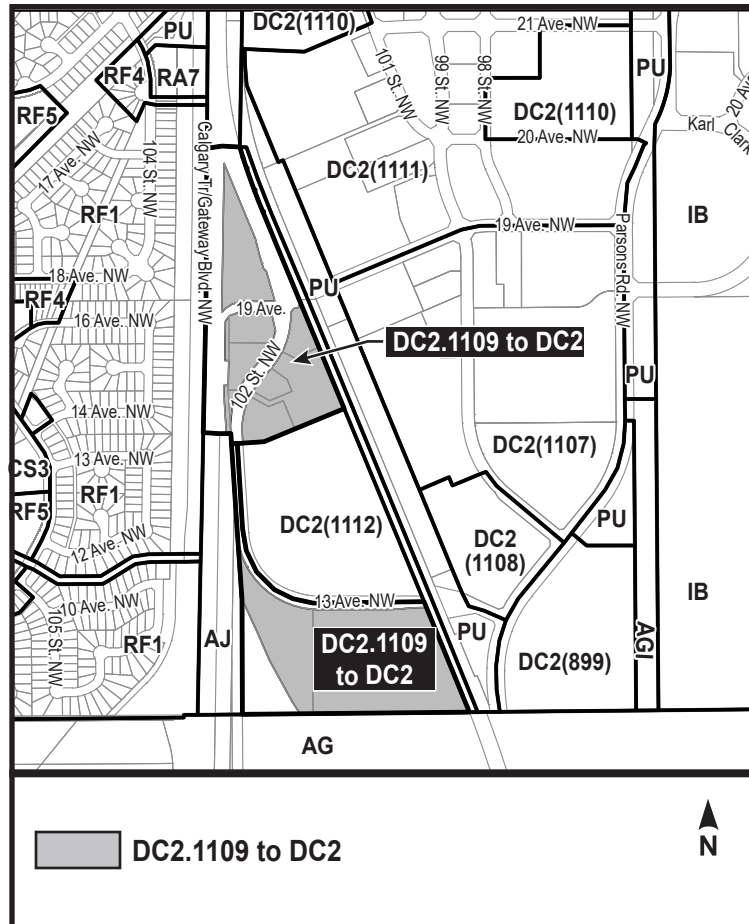 PU
DC2(1110)
21 Ave. NW
RF4
RA7
101 St. NW
99 St. NW
98 St. NW
PU
DC2(1110)
20 Ave
RF5
104 St. NW
Calgary Tr/Gateway Blvd. NW
20 Ave. NW
Karl
Clark
17 Ave. NW
DC2(1111)
RF1
IB
19 Ave. NW
Parsons Rd. NW
18 Ave. NW
PU
RF4
19 Ave.
16 Ave. NW
DC2.1109 to DC2
102 St. NW
PU
14 Ave. NW
DC2(1107)
13 Ave. NW
CS3
RF1
RF5
DC2(1112)
PU
DC2
(1108)
12 Ave. NW
IB
10 Ave. NW
13 Ave. NW
105 St. NW
RF1
AJ
DC2.1109
to DC2
PU
AGI
DC2(899)
AG
DC2.1109 to DC2
N